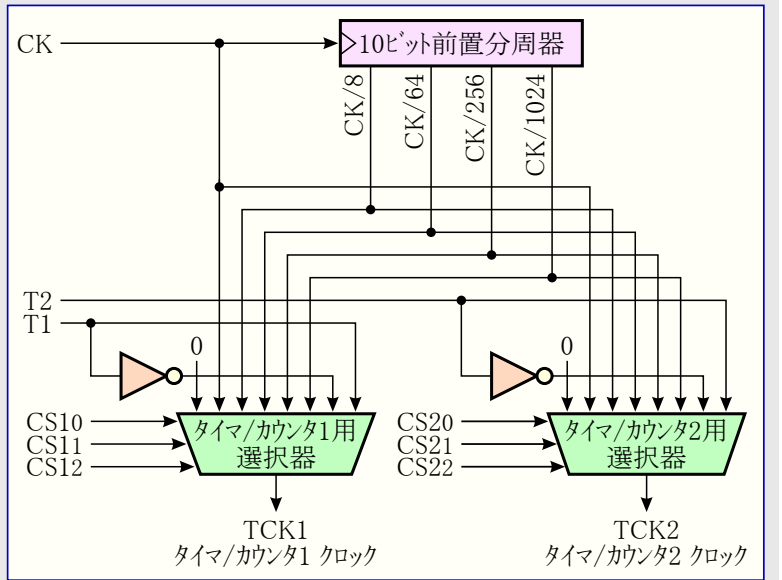 CK
10ﾋﾞｯﾄ前置分周器
CK/8
CK/64
CK/256
CK/1024
T2
T1
0
0
CS10
CS11
CS12
ﾀｲﾏ/ｶｳﾝﾀ1用
選択器
CS20
CS21
CS22
ﾀｲﾏ/ｶｳﾝﾀ2用
選択器
TCK1
ﾀｲﾏ/ｶｳﾝﾀ1 ｸﾛｯｸ
TCK2
ﾀｲﾏ/ｶｳﾝﾀ2 ｸﾛｯｸ